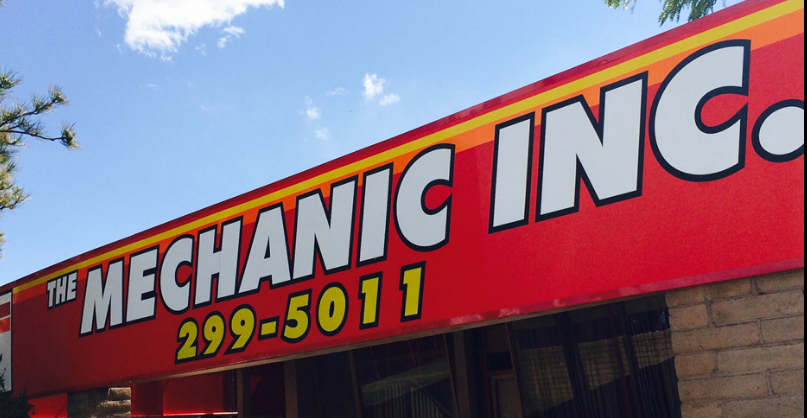 THE MECHANIC INC.
299-5011